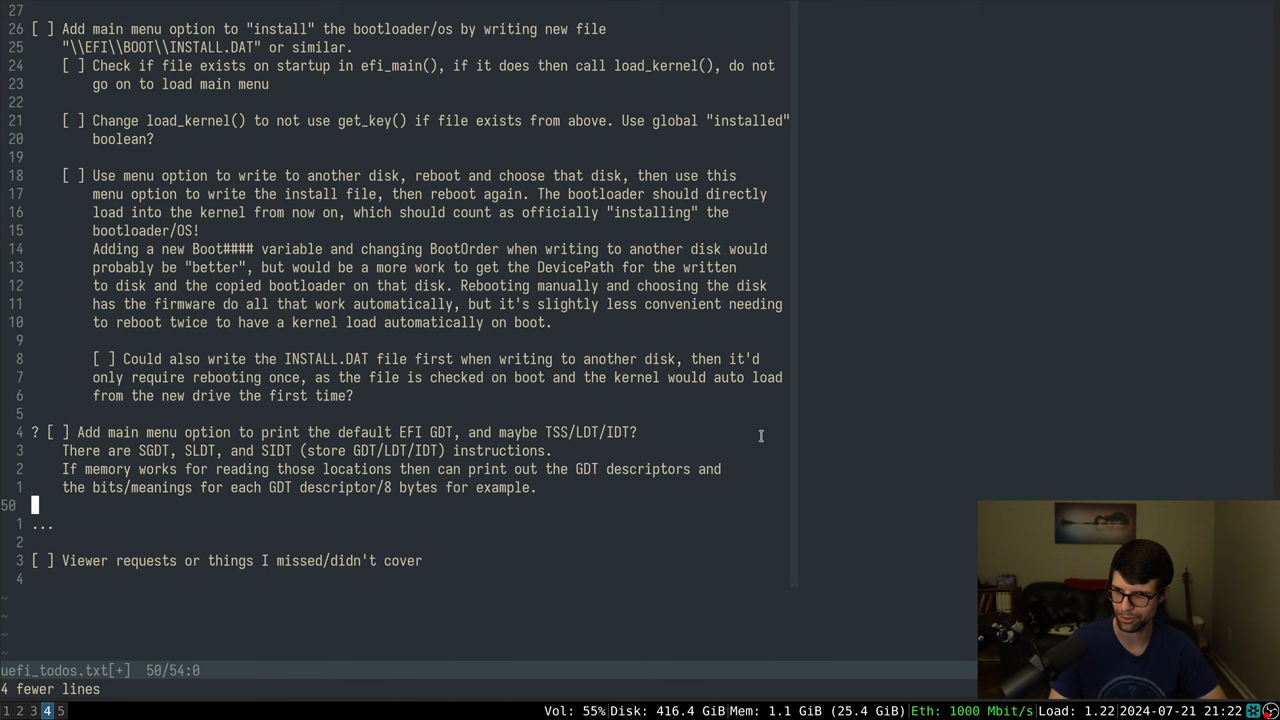 27
26 [ ] Add main menu option to "install" the bootloader/os by writing new file
25 "\\EFI\\BOOT\\INSTALL.DAT" or similar.
24 [ ] Check if file exists on startup in efi_main(), if it does then call load_kernel(), do not
23 go on to load main menu
22
21 [ ] Change load_kernel() to not use get_key() if file exists from above. Use global "installed"
20 boolean?
19
18 [ ] Use menu option to write to another disk, reboot and choose that disk, then use this
17 menu option to write the install file, then reboot again. The bootloader should directly
16 load into the kernel from now on, which should count as officially "installing" the
15 bootloader/OS!
14 Adding a new Boot#### variable and changing BootOrder when writing to another disk would
13 probably be "better", but would be a more work to get the DevicePath for the written
12 to disk and the copied bootloader on that disk. Rebooting manually and choosing the disk
11 has the firmware do all that work automatically, but it's slightly less convenient needing
10 to reboot twice to have a kernel load automatically on boot.
9
8 [ ] Could also write the INSTALL.DAT file first when writing to another disk, then it'd
7 only require rebooting once, as the file is checked on boot and the kernel would auto load
6 from the new drive the first time?
5
4 ? [ ] Add main menu option to print the default EFI GDT, and maybe TSS/LDT/IDT?
3 There are SGDT, SLDT, and SIDT (store GDT/LDT/IDT) instructions.
2 If memory works for reading those locations then can print out the GDT descriptors and
1 the bits/meanings for each GDT descriptor/8 bytes for example.
50
1 ...
2
3 [ ] Viewer requests or things I missed/didn't cover
4
~
~
~
~
uefi_todos.txt[+] 50/54:0
4 fewer lines
1 2 3 4 5 Vol: 55% Disk: 416.4 GiB Mem: 1.1 GiB (25.4 GiB) Eth: 1000 Mbit/s Load: 1.22 2024-07-21 21:22